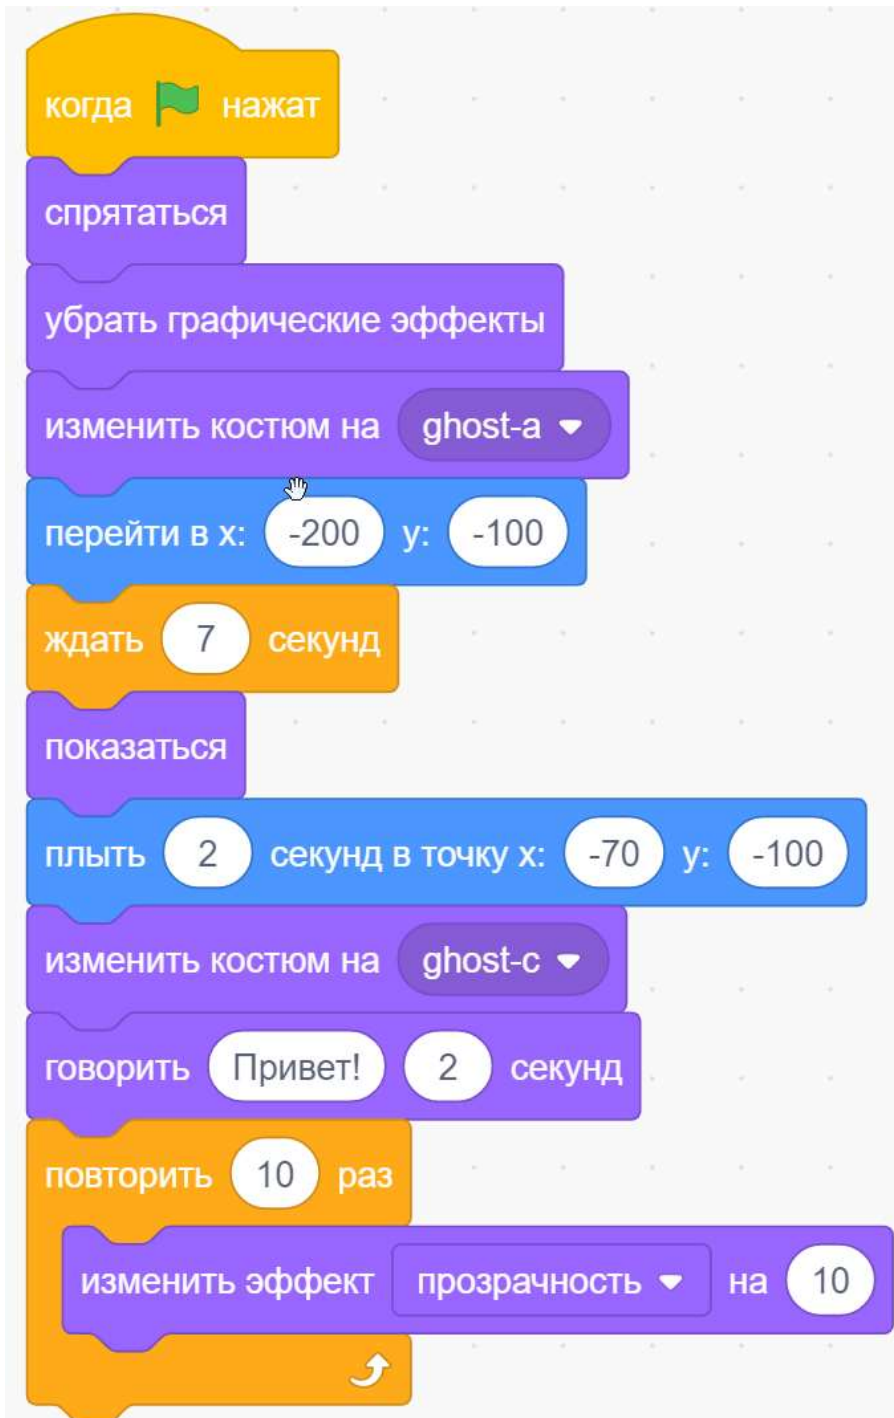 когда нажат
спрятаться
убрать графические эффекты
изменить костюм на ghost-a
перейти в x: -200 y: -100
ждать 7 секунд
показаться
плыть 2 секунд в точку x: -70 y: -100
изменить костюм на ghost-c
говорить Привет! 2 секунд
повторить 10 раз
изменить эффект прозрачность на 10